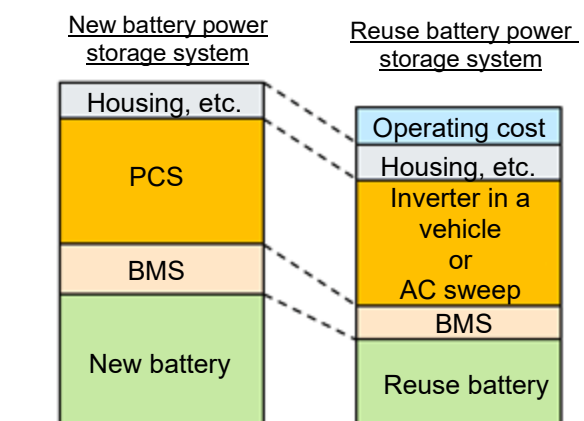 New battery power
storage system
Housing, etc.
PCS
BMS
New battery
Reuse battery power
storage system
Operating cost
Housing, etc.
Inverter in a
vehicle
or
AC sweep
BMS
Reuse battery